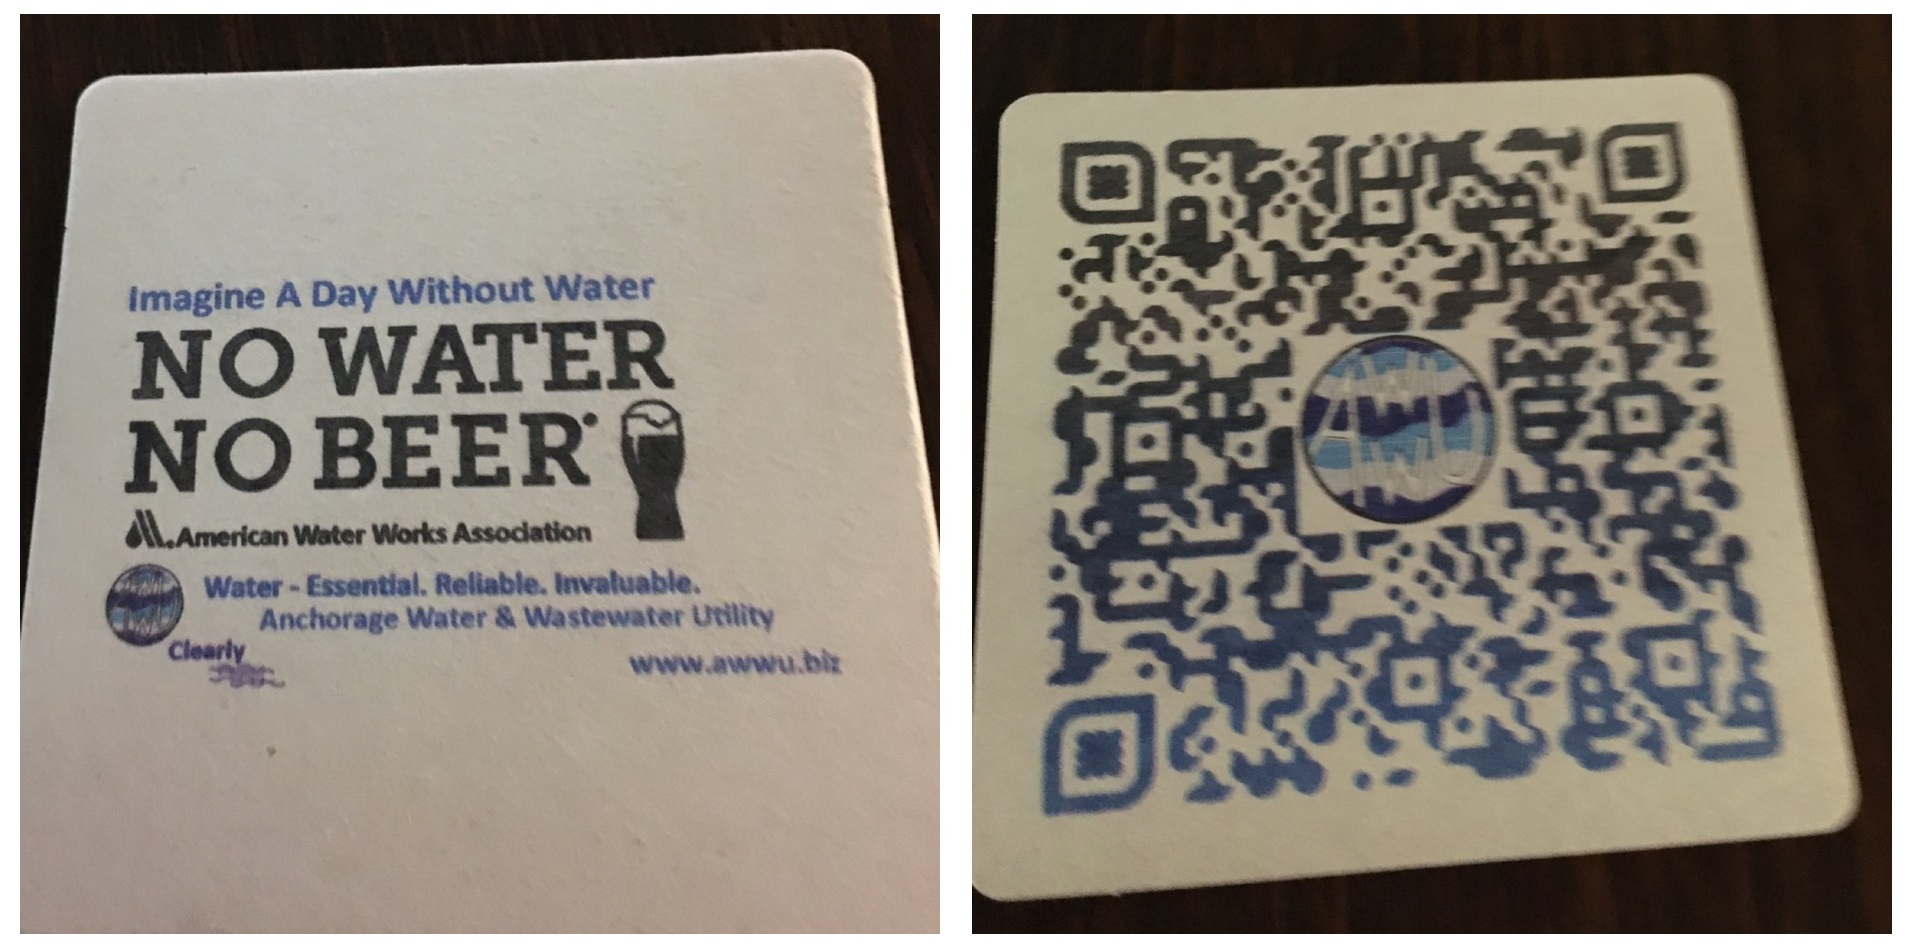 Imagine A Day Without Water
NO WATER
NO BEER
American Water Works Association
Water - Essential. Reliable. Invaluable.
Anchorage Water & Wastewater Utility
Clearly
www.awwu.biz
AWWU